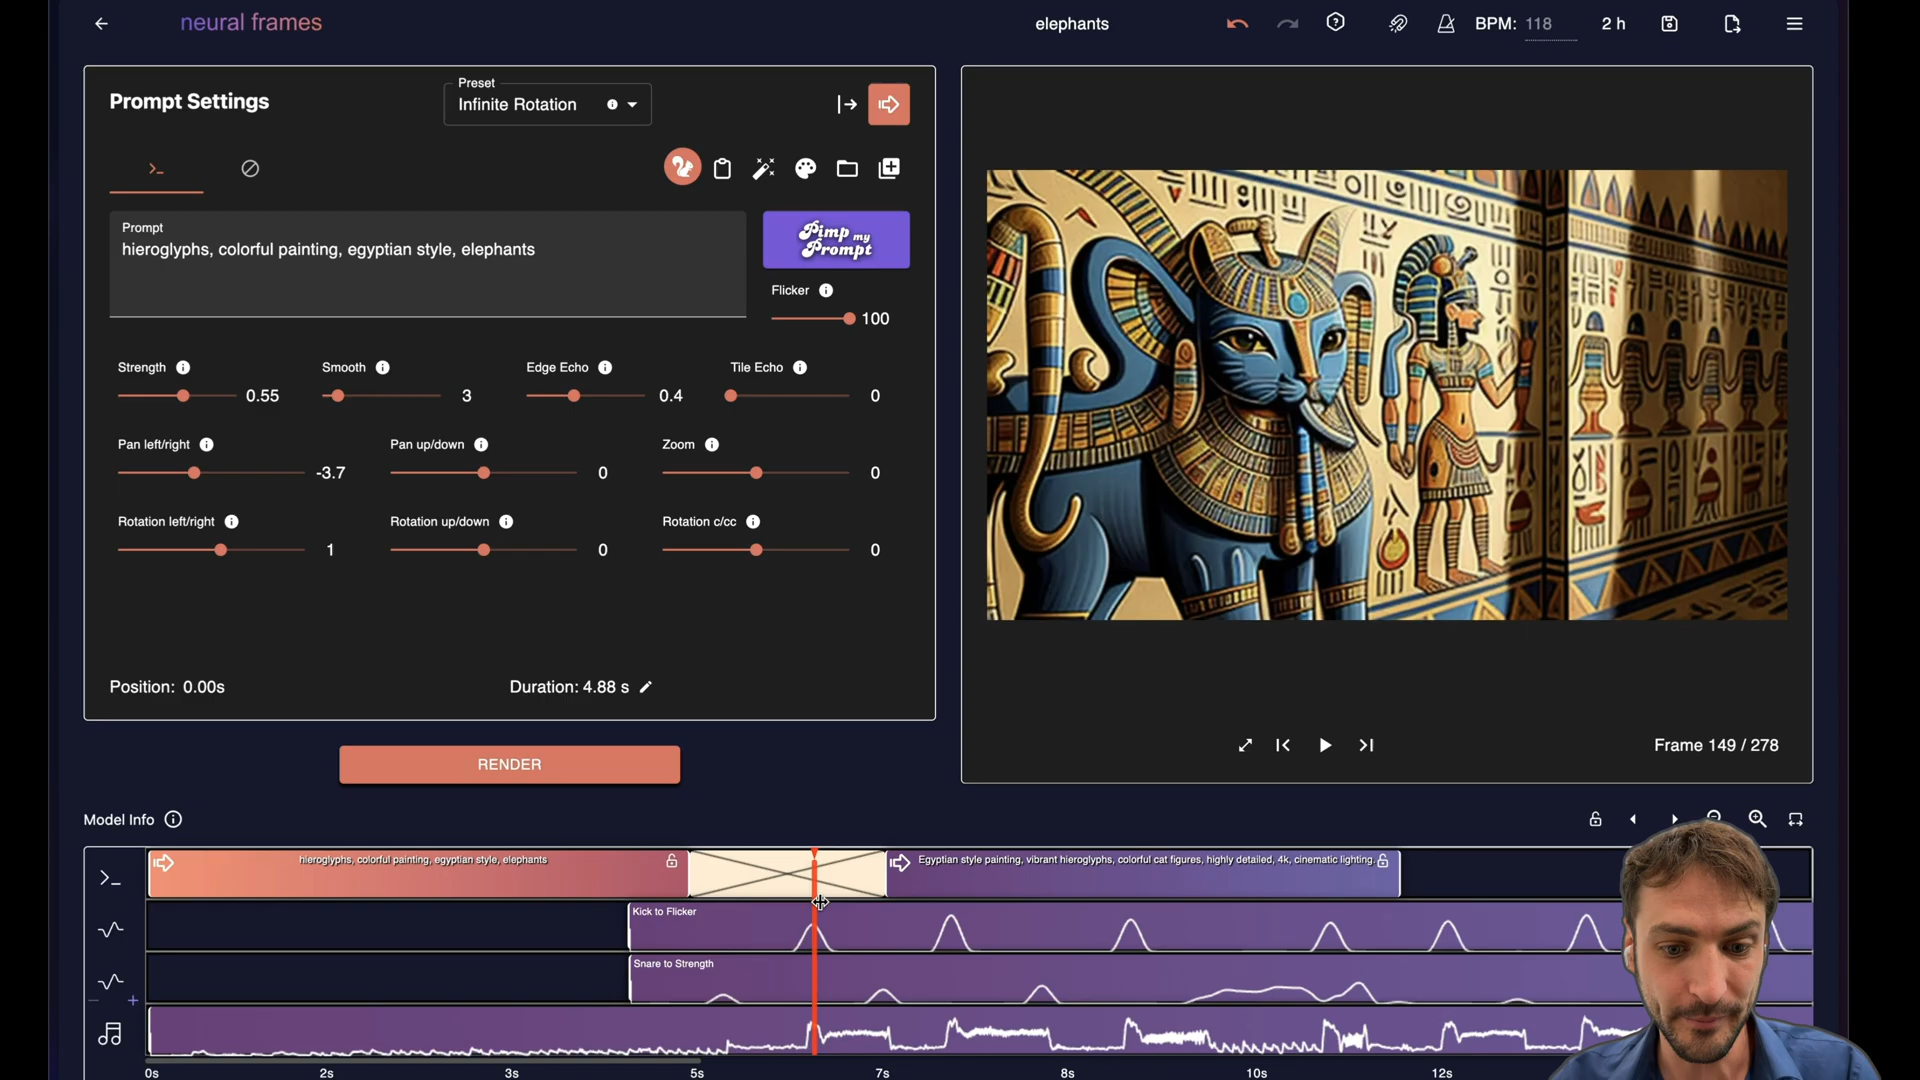 neural frames
elephants
BPM: 118
2 h
Prompt Settings
Preset
Infinite Rotation
Prompt
hieroglyphs, colorful painting, egyptian style, elephants
Pimp my Prompt
Flicker
100
Strength
0.55
Smooth
3
Edge Echo
0.4
Tile Echo
0
Pan left/right
-3.7
Pan up/down
0
Zoom
0
Rotation left/right
1
Rotation up/down
0
Rotation c/cc
0
Position: 0.00s
Duration: 4.88 s
Frame 149 / 278
RENDER
Model Info
hieroglyphs, colorful painting, egyptian style, elephants
Egyptian style painting, vibrant hieroglyphs, colorful cat figures, highly detailed, 4k, cinematic lighting.
Kick to Flicker
Snare to Strength
0s
2s
3s
5s
7s
8s
10s
12s